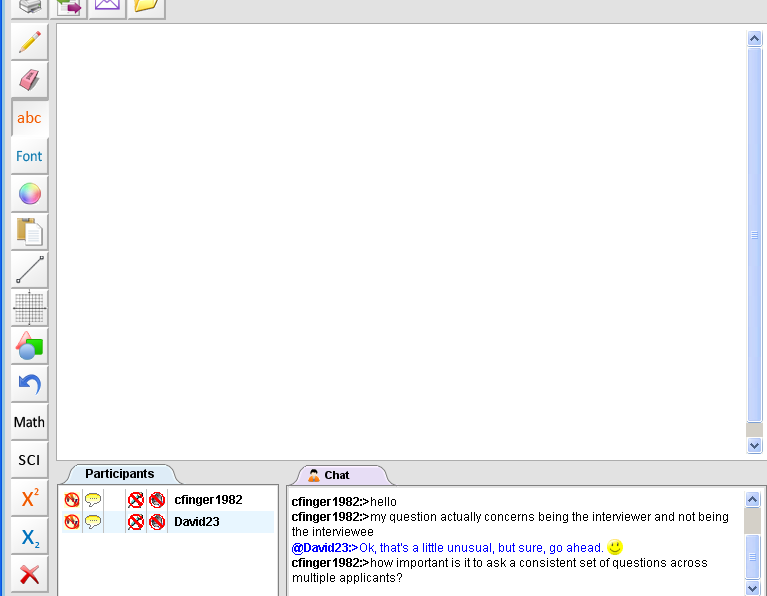 abc
Font
Math
SCI
X²
X₂
Participants
cfinger1982
David23
Chat
cfinger1982:>hello
cfinger1982:>my question actually concerns being the interviewer and not being
the interviewee
@David23:>Ok, that's a little unusual, but sure, go ahead.
cfinger1982:>how important is it to ask a consistent set of questions across
multiple applicants?